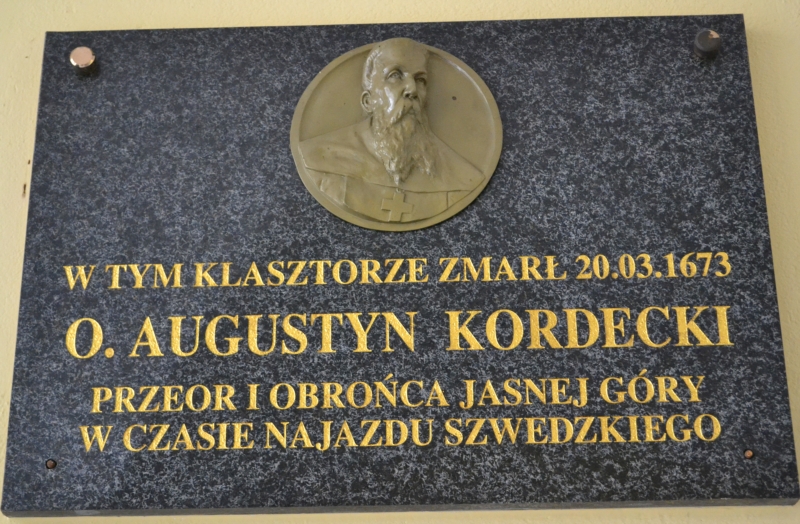 W TYM KLASZTORZE ZMARŁ 20.03.1673
O. AUGUSTYN KORDECKI
PRZEOR I OBROŃCA JASNEJ GÓRY
W CZASIE NAJAZDU SZWEDZKIEGO